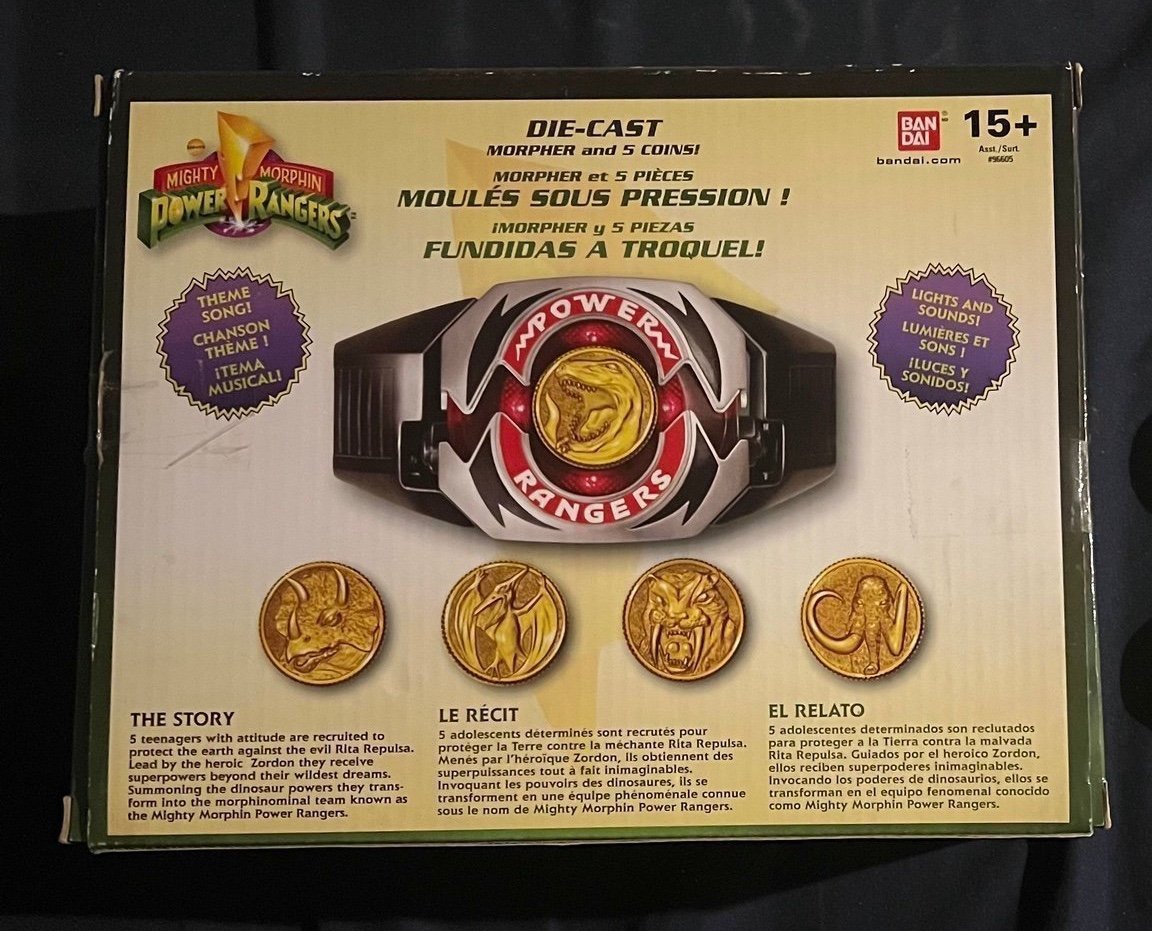 MIGHTY MORPHIN
POWER RANGERS
DIE-CAST
MORPHER and 5 COINS!
MORPHER et 5 PIÈCES
MOULÉS SOUS PRESSION !
¡MORPHER y 5 PIEZAS
FUNDIDAS A TROQUEL!
BAN
DAI
bandai.com
15+
Asst./Surt.
#96605
THEME
SONG!
CHANSON
THÈME !
¡TEMA
MUSICAL!
LIGHTS AND
SOUNDS!
LUMIÈRES ET
SONS !
¡LUCES Y
SONIDOS!
POWER
RANGERS
THE STORY
5 teenagers with attitude are recruited to
protect the earth against the evil Rita Repulsa.
Lead by the heroic Zordon they receive
superpowers beyond their wildest dreams.
Summoning the dinosaur powers they trans-
form into the morphinominal team known as
the Mighty Morphin Power Rangers.
LE RÉCIT
5 adolescents déterminés sont recrutés pour
protéger la Terre contre la méchante Rita Repulsa.
Menés par l'héroïque Zordon, ils obtiennent des
superpuissances tout à fait inimaginables.
Invoquant les pouvoirs des dinosaures, ils se
transforment en une équipe phénoménale connue
sous le nom de Mighty Morphin Power Rangers.
EL RELATO
5 adolescentes determinados son reclutados
para proteger a la Tierra contra la malvada
Rita Repulsa. Guiados por el heroico Zordon,
ellos reciben superpoderes inimaginables.
Invocando los poderes de dinosaurios, ellos se
transforman en el equipo fenomenal conocido
como Mighty Morphin Power Rangers.